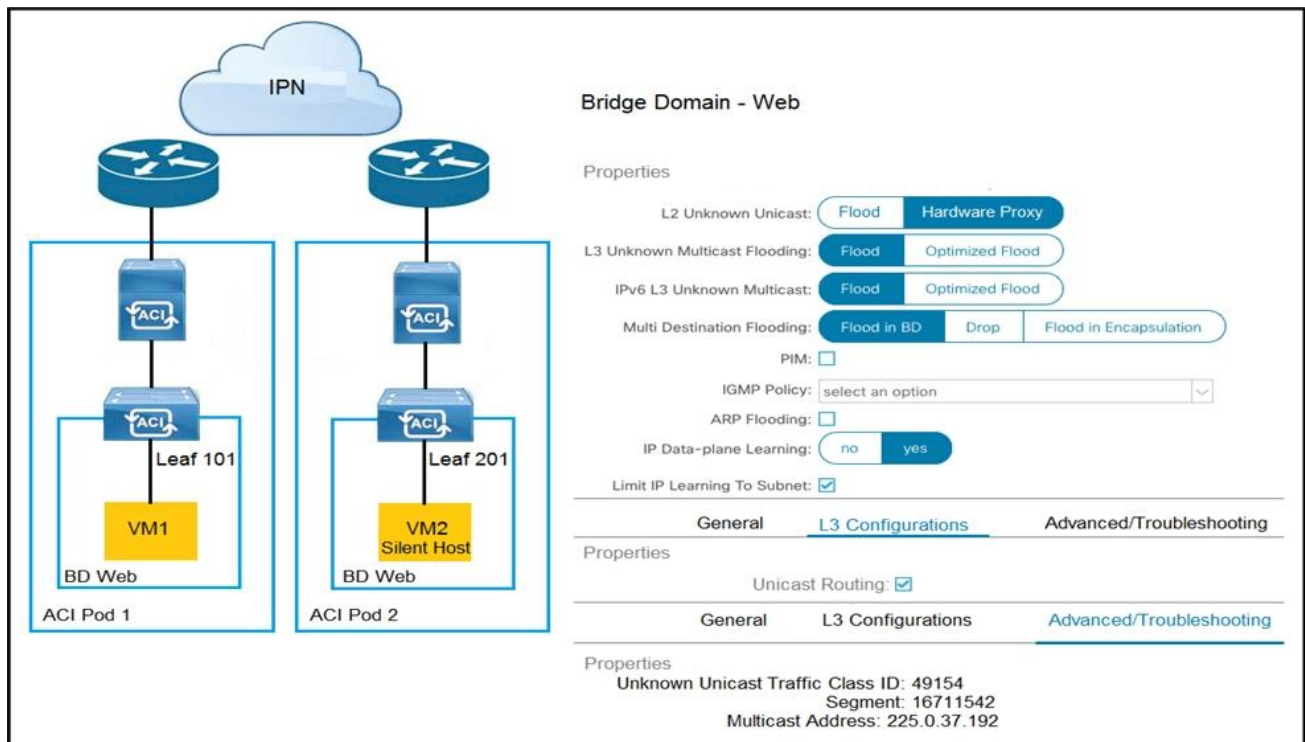 IPN
ACI
ACI
ACI
ACI
Leaf 101
Leaf 201
VM1
VM2
Silent Host
BD Web
BD Web
ACI Pod 1
ACI Pod 2
Bridge Domain - Web
Properties
L2 Unknown Unicast: Flood Hardware Proxy
L3 Unknown Multicast Flooding: Flood Optimized Flood
IPv6 L3 Unknown Multicast: Flood Optimized Flood
Multi Destination Flooding: Flood in BD Drop Flood in Encapsulation
PIM:
IGMP Policy: select an option
ARP Flooding:
IP Data-plane Learning: no yes
Limit IP Learning To Subnet:
General L3 Configurations Advanced/Troubleshooting
Properties
Unicast Routing:
General L3 Configurations Advanced/Troubleshooting
Properties
Unknown Unicast Traffic Class ID: 49154
Segment: 16711542
Multicast Address: 225.0.37.192